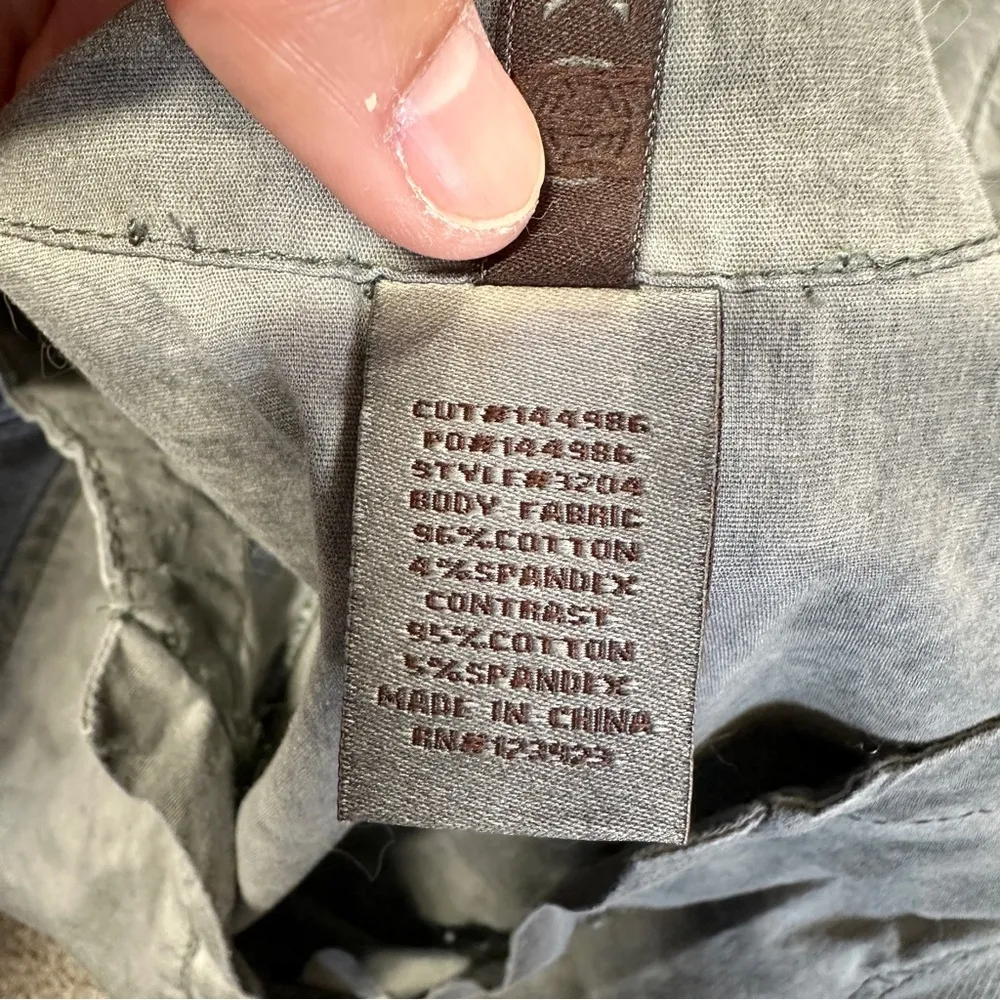 CUT#144986
PO#144986
STYLE#3204
BODY FABRIC
96%COTTON
4%SPANDEX
CONTRAST
95%COTTON
5%SPANDEX
MADE IN CHINA
RN#123423